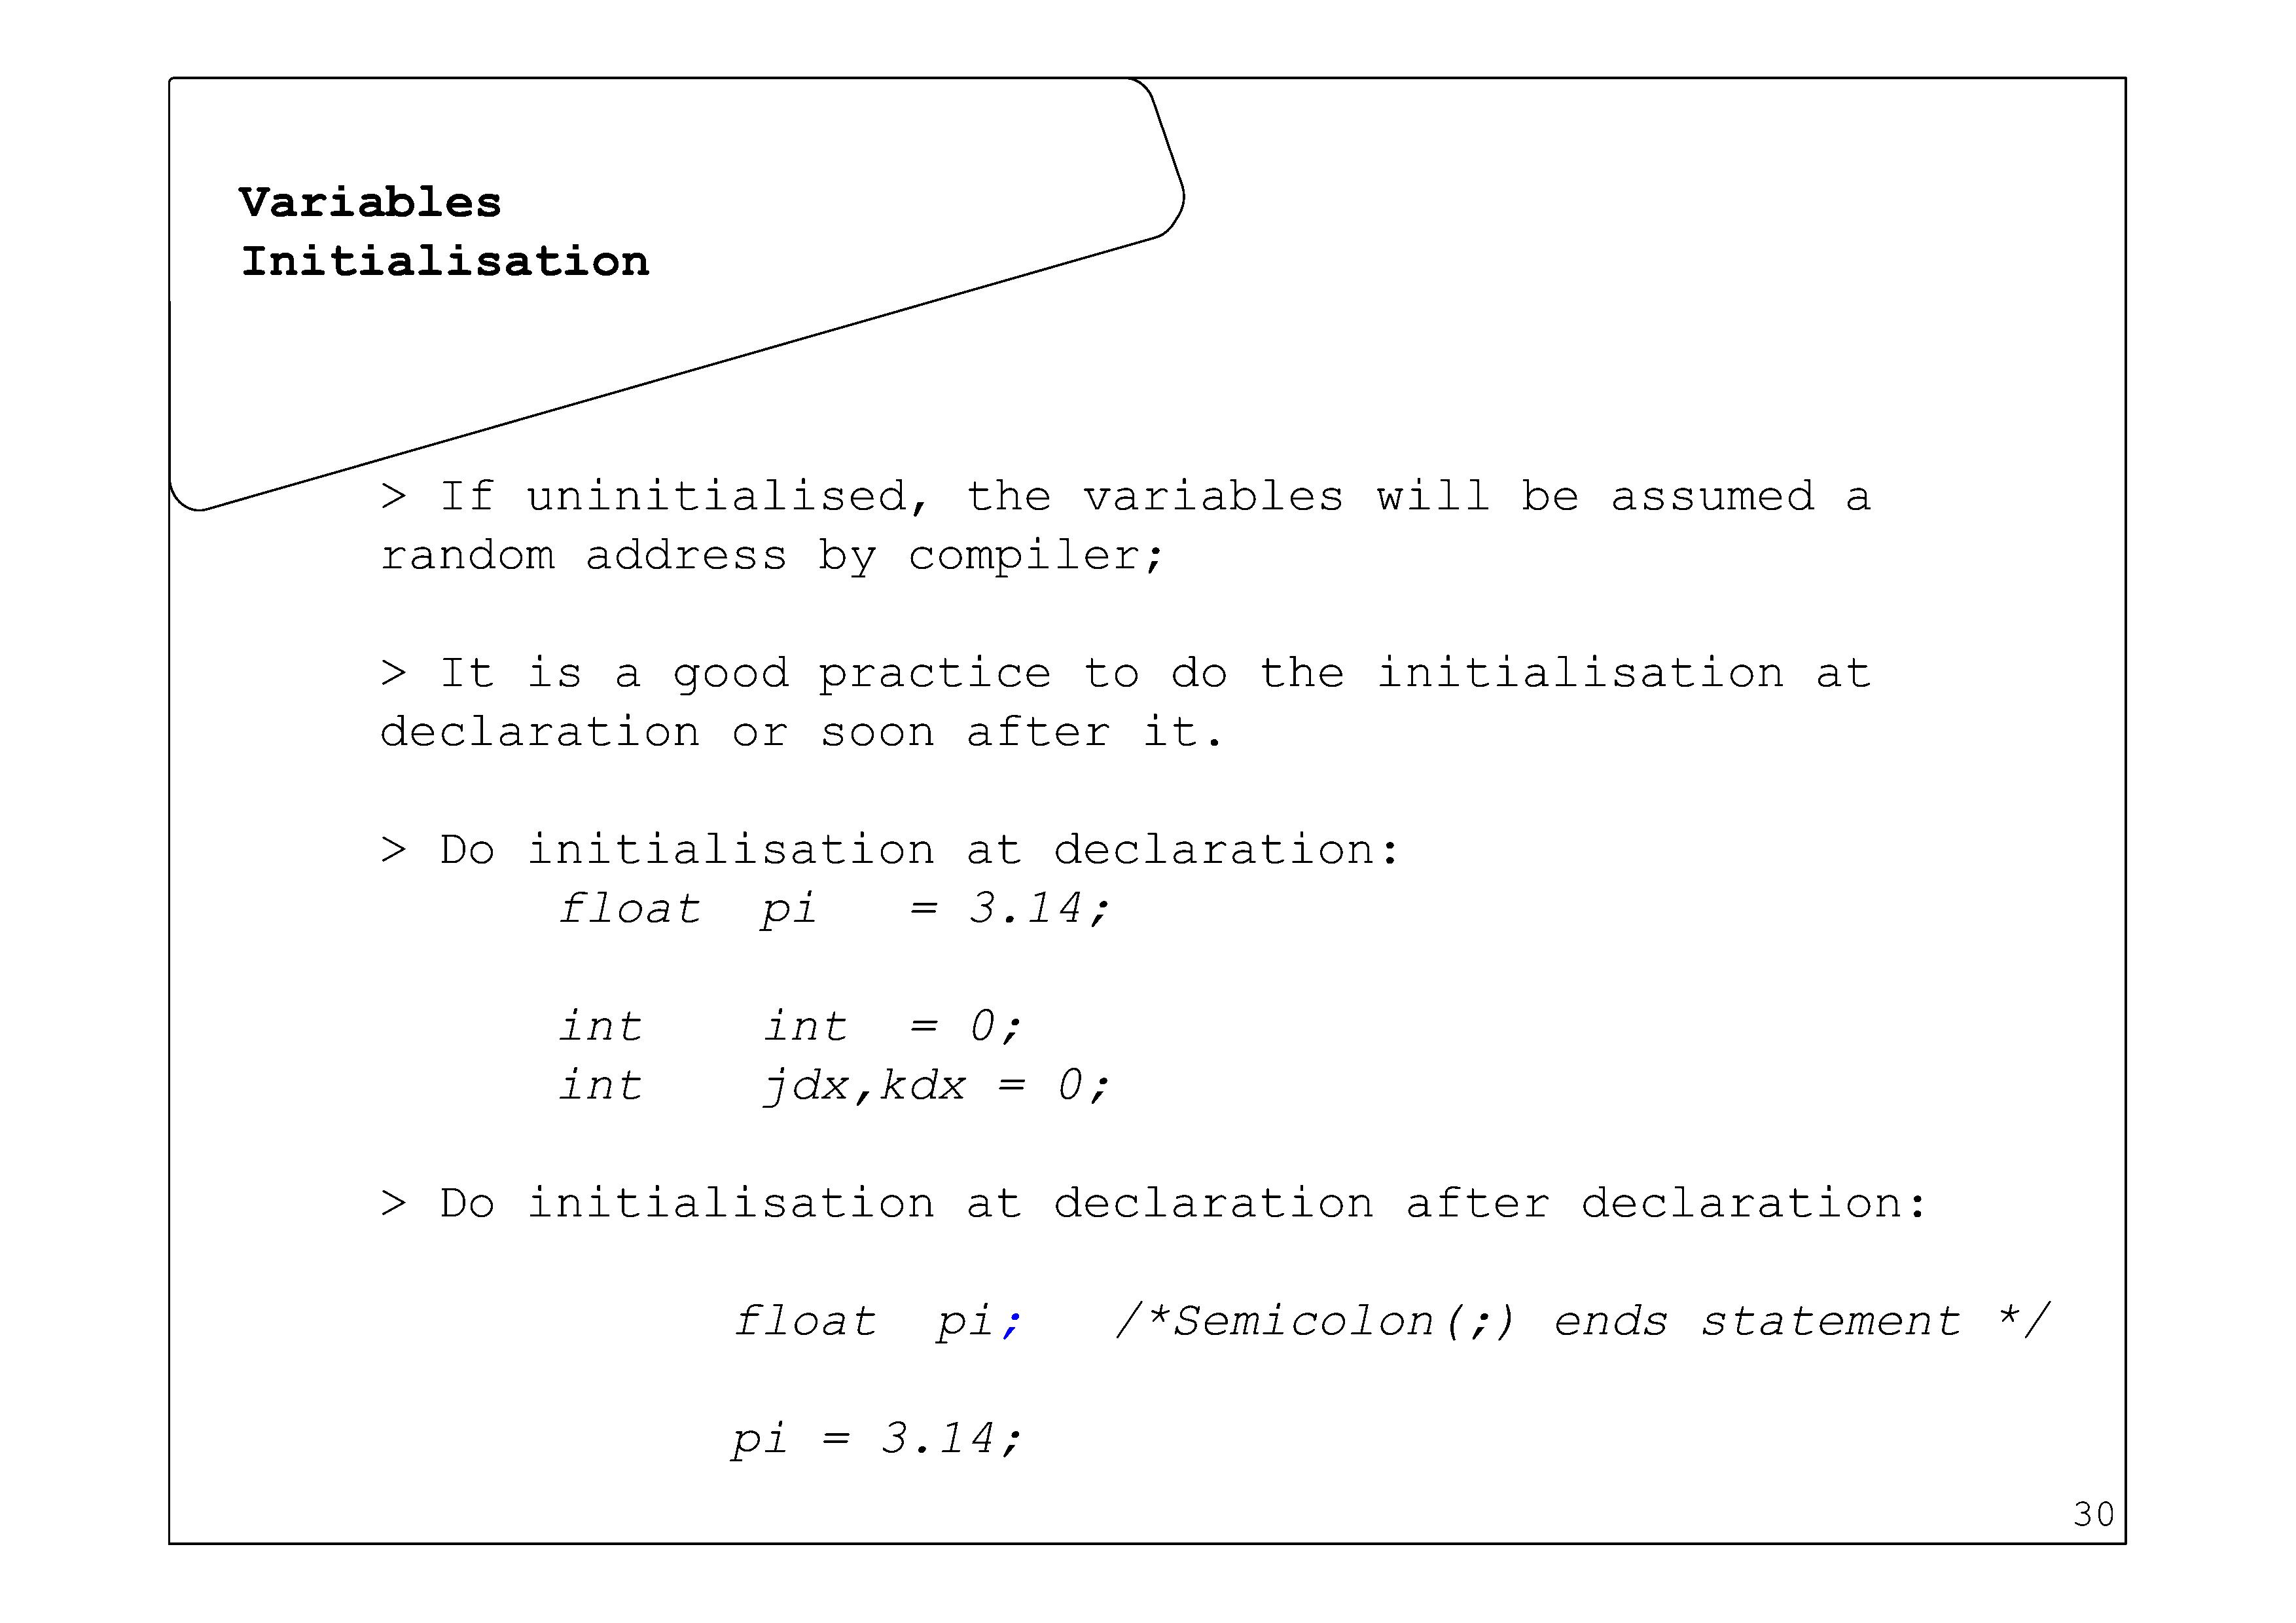 Variables
Initialisation
> If uninitialised, the variables will be assumed a
random address by compiler;
> It is a good practice to do the initialisation at
declaration or soon after it.
> Do initialisation at declaration:
float pi = 3.14;
int int = 0;
int jdx,kdx = 0;
> Do initialisation at declaration after declaration:
float pi; /*Semicolon(;) ends statement */
pi = 3.14;
30